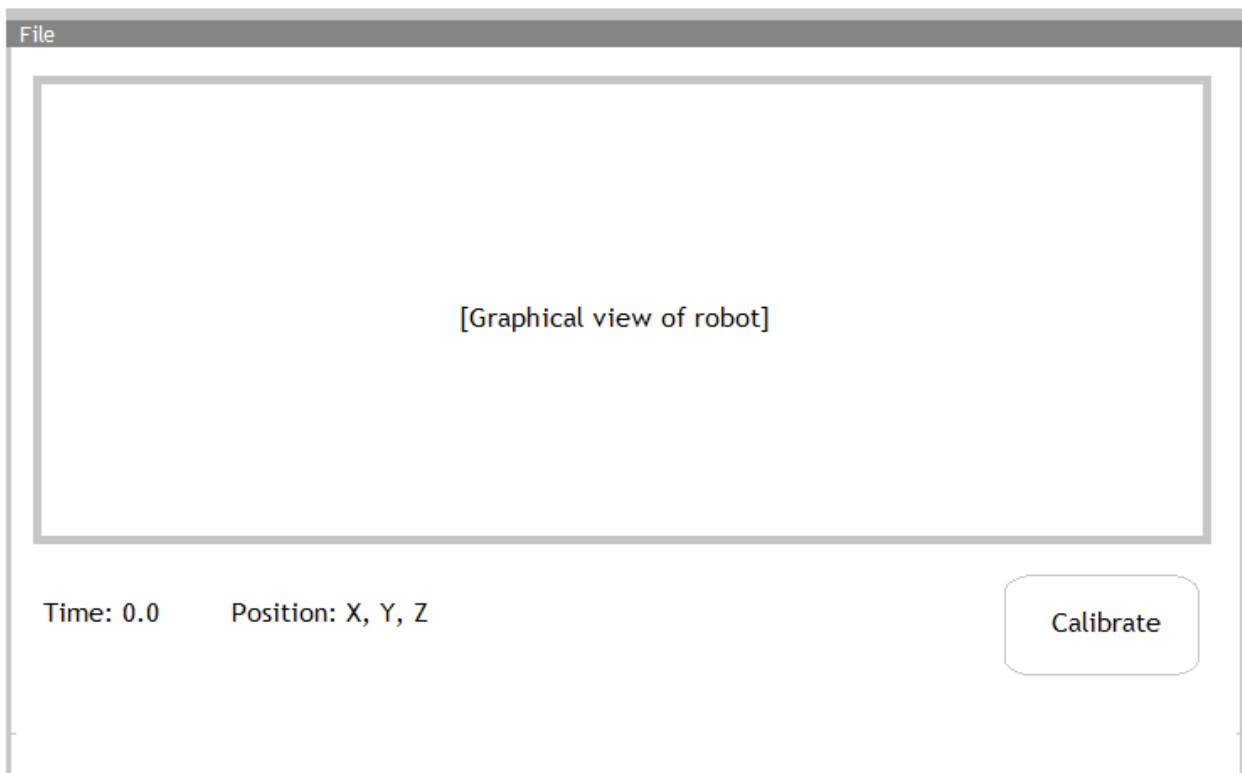 File
[Graphical view of robot]
Time: 0.0 Position: X, Y, Z
Calibrate